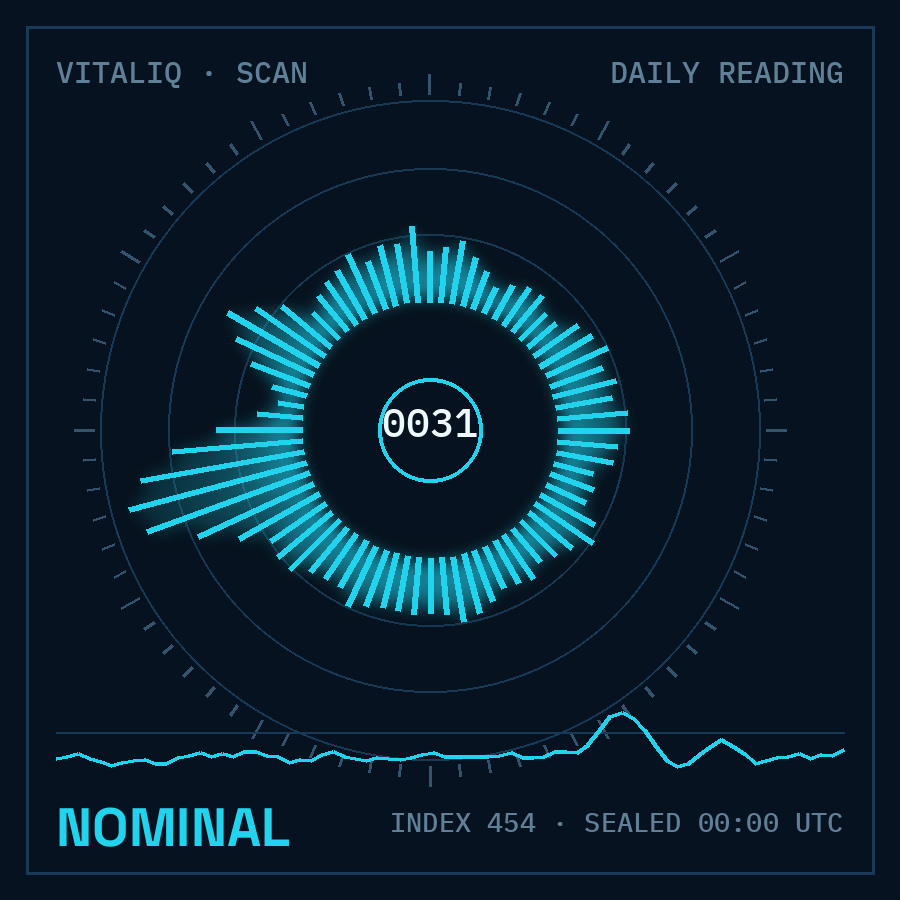 VITALIQ · SCAN
DAILY READING
0031
NOMINAL
INDEX 454 · SEALED 00:00 UTC